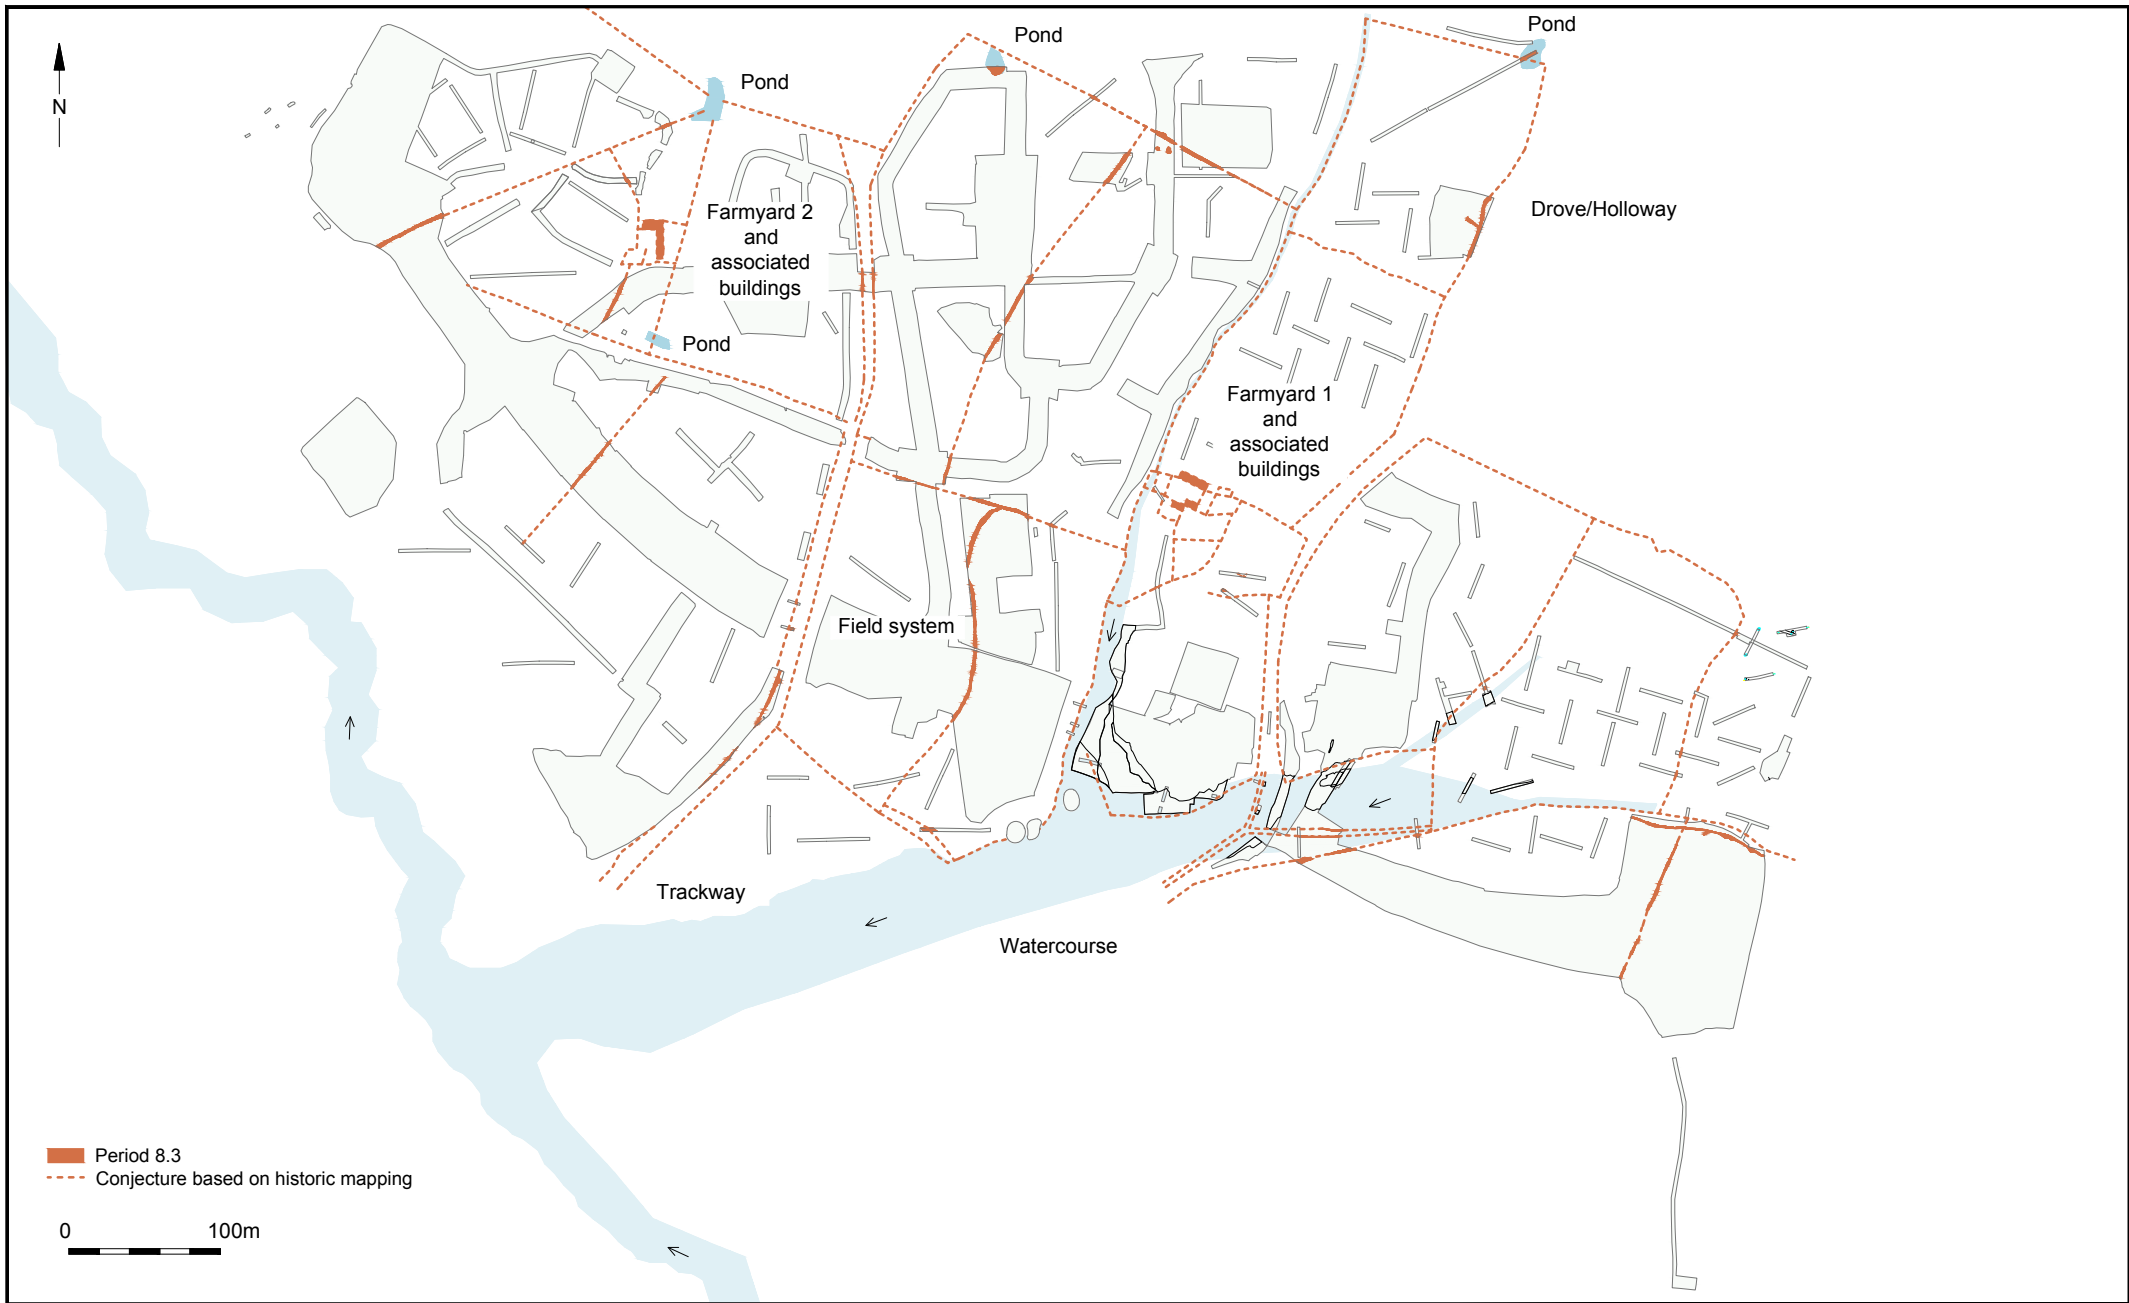 Pond
Pond
Pond
N
Drove/Holloway
Farmyard 2
and
associated
buildings
Pond
Farmyard 1
and
associated
buildings
Field system
Trackway
Watercourse
Period 8.3
Conjecture based on historic mapping
0 100m